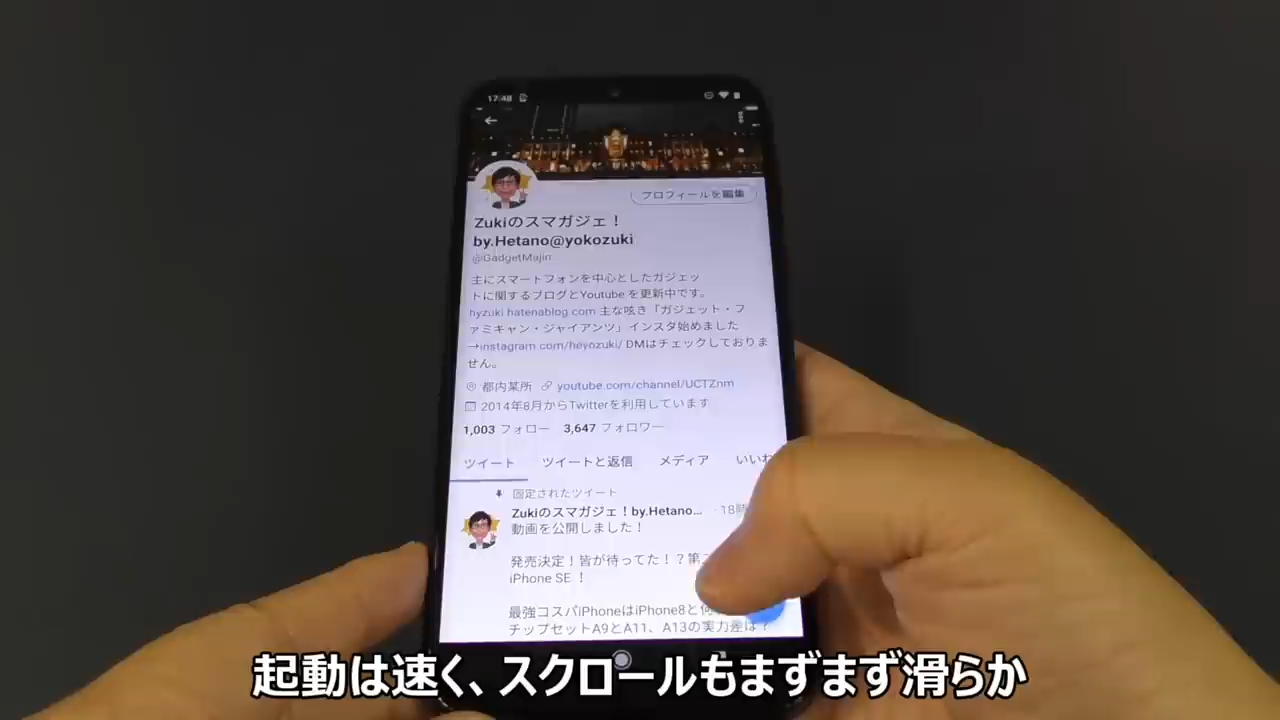 17:48
プロフィールを編集
Zukiのスマガジェ！
by.Hetano@yokozuki
@GadgetMujin
主にスマートフォンを中心としたガジェッ
トに関するブログとYoutube を更新中です。
hyzuki hatenablog com 主な呟き「ガジェット・フ
ァミキャン・ジャイアンツ」インスタ始めました
→instagram com/heyozuki/ DMはチェックしておりま
せん。
都内某所 youtube.com/channel/UCTZnm
2014年8月からTwitterを利用しています
1,003 フォロー 3,647 フォロワー
ツイート ツイートと返信 メディア いいね
固定されたツイート
Zukiのスマガジェ！by.Hetano... · 18時
動画を公開しました！
発売決定！皆が待ってた！？第
iPhone SE ！
最強コスパiPhoneはiPhone8と何
チップセットA9とA11、A13の実力差は？
起動は速く、スクロールもまずまず滑らか